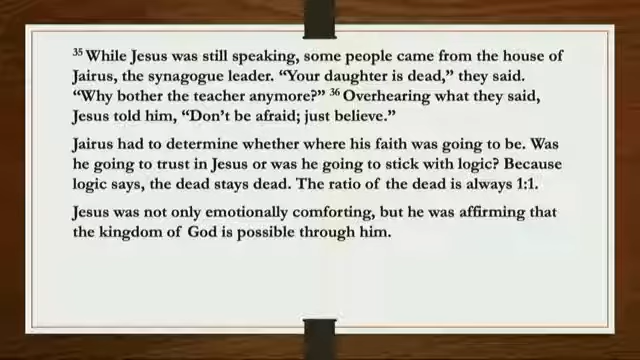 ³⁵ While Jesus was still speaking, some people came from the house of
Jairus, the synagogue leader. “Your daughter is dead,” they said.
“Why bother the teacher anymore?” ³⁶ Overhearing what they said,
Jesus told him, “Don’t be afraid; just believe.”
Jairus had to determine whether where his faith was going to be. Was
he going to trust in Jesus or was he going to stick with logic? Because
logic says, the dead stays dead. The ratio of the dead is always 1:1.
Jesus was not only emotionally comforting, but he was affirming that
the kingdom of God is possible through him.